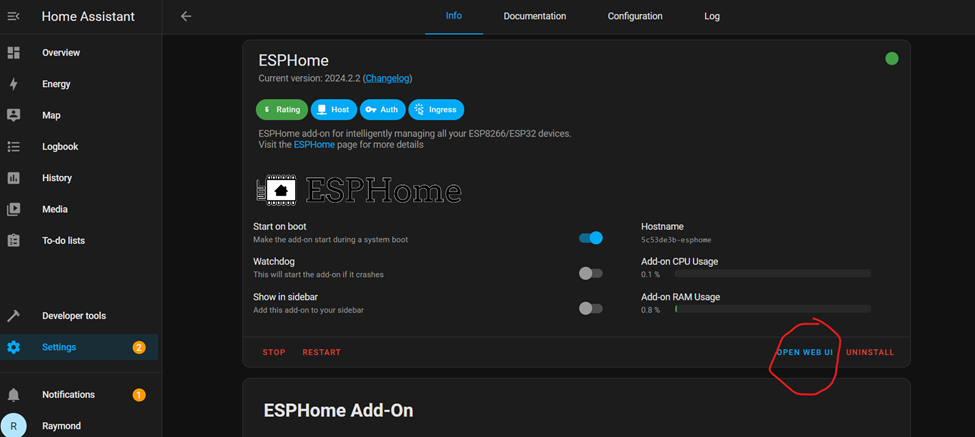 Home Assistant
Info
Documentation
Configuration
Log
Overview
Energy
Map
Logbook
History
Media
To-do lists
Developer tools
Settings
2
Notifications
1
R
Raymond
ESPHome
Current version: 2024.2.2 (Changelog)
6 Rating
Host
Auth
Ingress
ESPHome add-on for intelligently managing all your ESP8266/ESP32 devices.
Visit the ESPHome page for more details
ESPHome
Start on boot
Make the add-on start during a system boot
Watchdog
This will start the add-on if it crashes
Show in sidebar
Add this add-on to your sidebar
Hostname
5c53de3b-esphome
Add-on CPU Usage
0.1 %
Add-on RAM Usage
0.8 %
STOP
RESTART
OPEN WEB UI
UNINSTALL
ESPHome Add-On